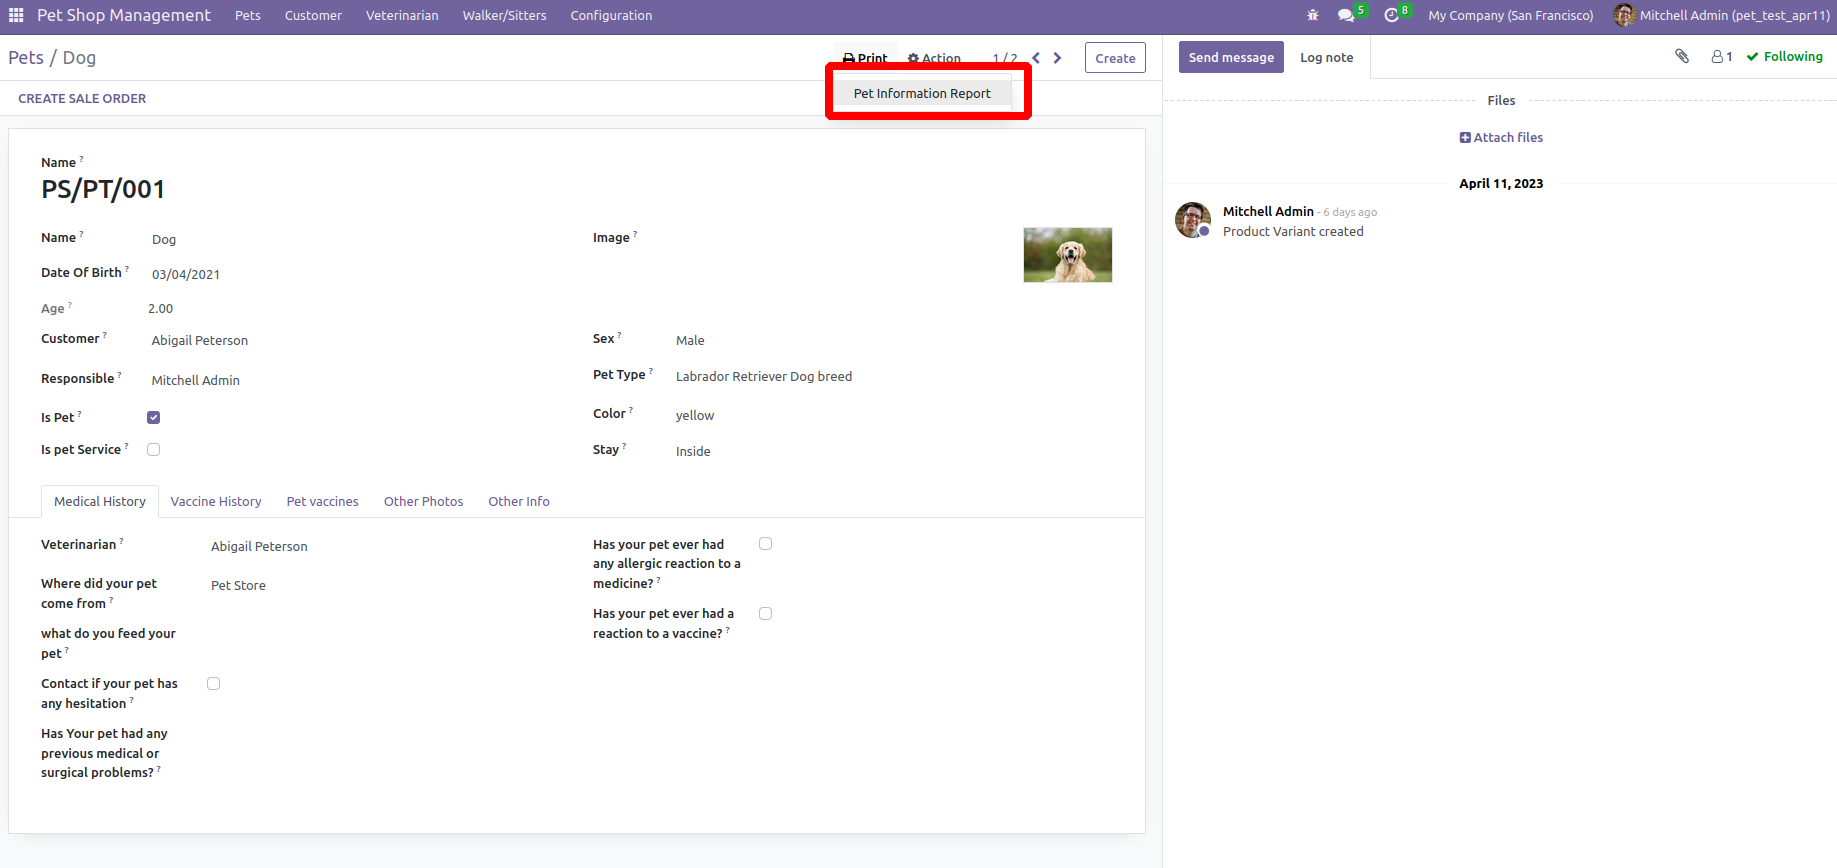 Pet Shop Management Pets Customer Veterinarian Walker/Sitters Configuration 5 8 My Company (San Francisco) Mitchell Admin (pet_test_apr11)
Pets / Dog Print Action 1 / 2 Create
Pet Information Report
CREATE SALE ORDER
Name ?
PS/PT/001
Name ? Dog Image ?
Date Of Birth ? 03/04/2021
Age ? 2.00
Customer ? Abigail Peterson Sex ? Male
Responsible ? Mitchell Admin Pet Type ? Labrador Retriever Dog breed
Is Pet ? Color ? yellow
Is pet Service ? Stay ? Inside
Medical History Vaccine History Pet vaccines Other Photos Other Info
Veterinarian ? Abigail Peterson
Where did your pet
come from ?
Pet Store
what do you feed your
pet ?
Contact if your pet has
any hesitation ?
Has Your pet had any
previous medical or
surgical problems? ?
Has your pet ever had
any allergic reaction to a
medicine? ?
Has your pet ever had a
reaction to a vaccine? ?
Send message Log note 1 Following
Files
Attach files
April 11, 2023
Mitchell Admin - 6 days ago
Product Variant created